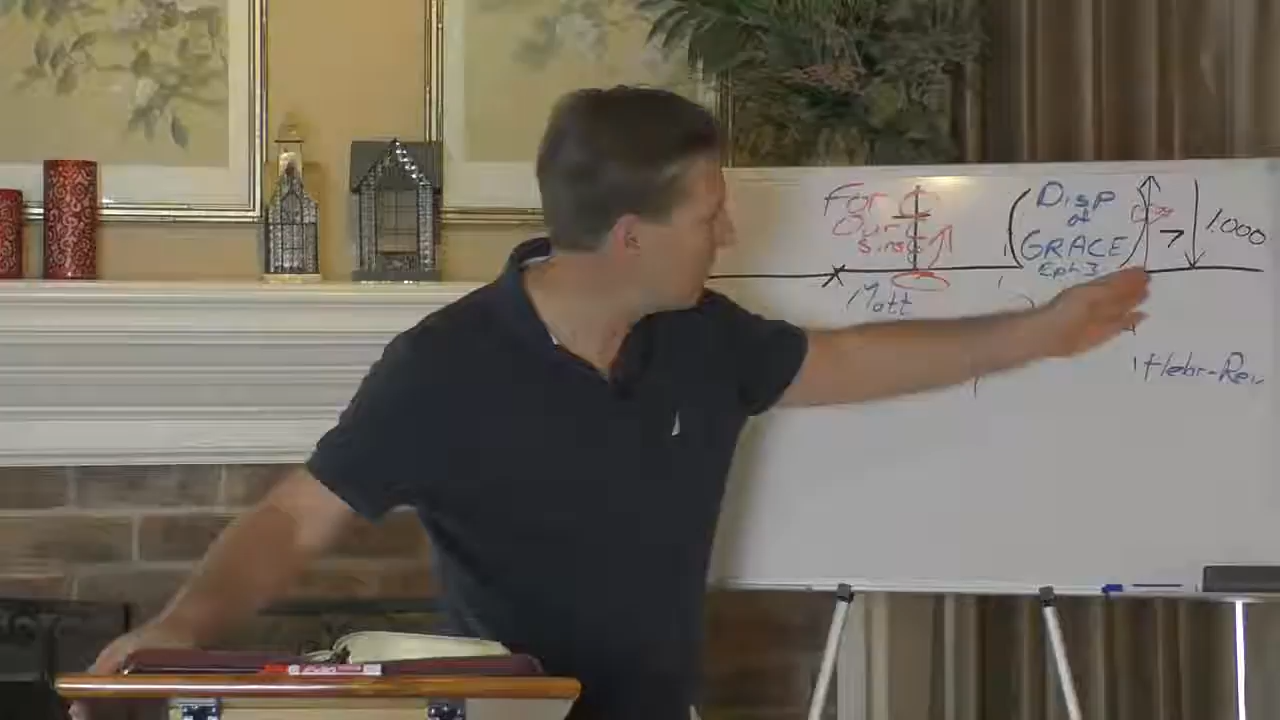 For
Our
Sins
Disp
of
GRACE
Eph 3
7
1,000
Matt
Hebr-Rev